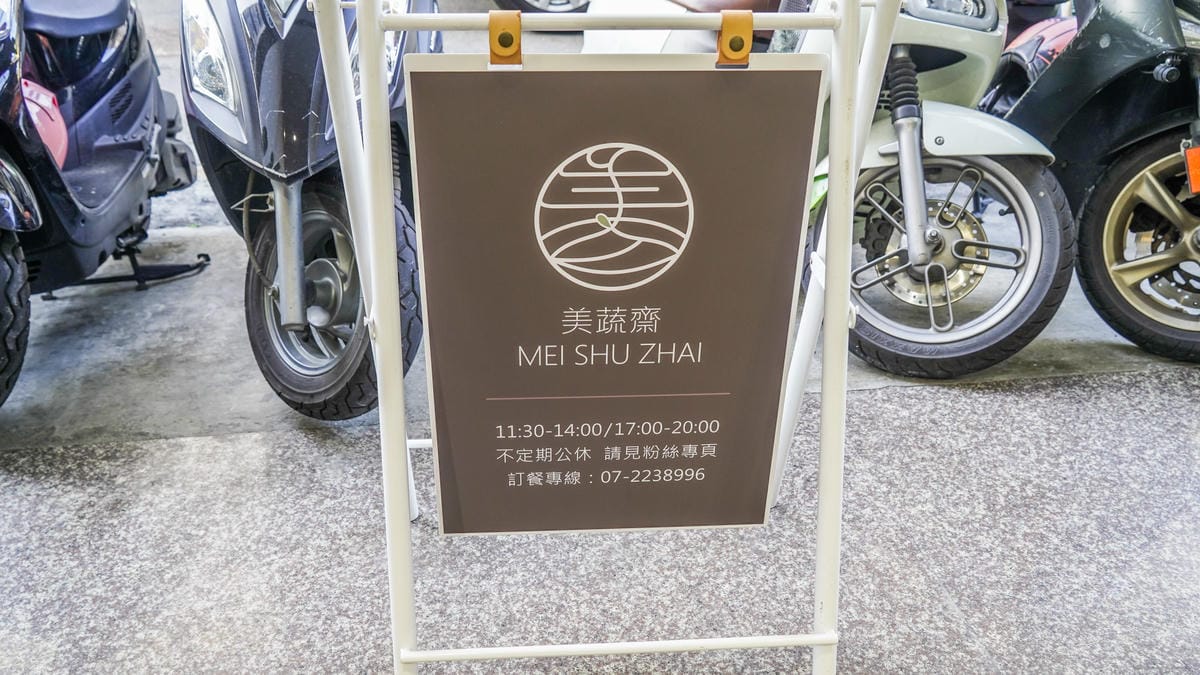 美蔬齋
MEI SHU ZHAI
11:30-14:00/17:00-20:00
不定期公休 請見粉絲專頁
訂餐專線：07-2238996